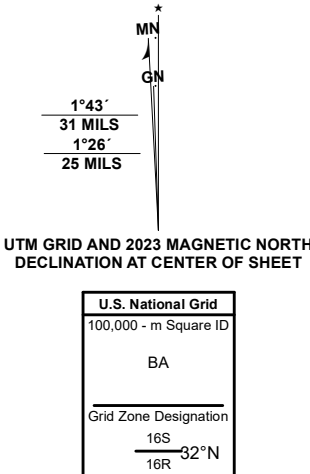 MN
GN
1°43´
31 MILS
1°26´
25 MILS
UTM GRID AND 2023 MAGNETIC NORTH
DECLINATION AT CENTER OF SHEET
U.S. National Grid
100,000 - m Square ID
BA
Grid Zone Designation
16S
32°N
16R